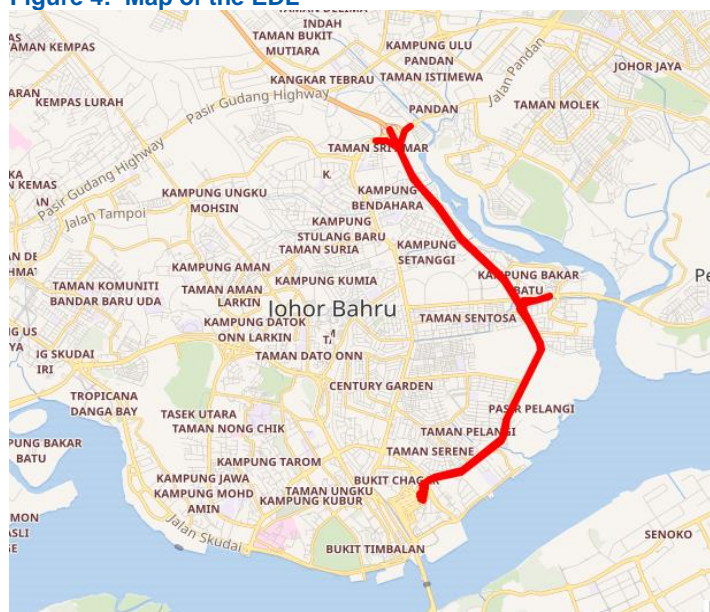 Figure 4: Map of the EDL
INDAH
TAMAN BUKIT
MUTIARA
KAMPUNG ULU
PANDAN
TAMAN KEMPAS
KANGKAR TEBRAU
TAMAN ISTIMEWA
JOHOR JAYA
Jalan Pandan
KEMPAS LURAH
Pasir Gudang Highway
PANDAN
TAMAN MOLEK
TAMAN SRI
Pasir Gudang Highway
Jalan Tampoi
KAMPUNG UNGKU
MOHSIN
KAMPUNG
BENDAHARA
KAMPUNG
STULANG BARU
TAMAN SURIA
KAMPUNG
SETANGGI
KAMPUNG AMAN
KAMPUNG KUMIA
KAMPUNG BAKAR
BATU
TAMAN KOMUNITI
BANDAR BARU UDA
TAMAN AMAN
LARKIN
Johor Bahru
TAMAN SENTOSA
KAMPUNG DATOK
ONN LARKIN
TAMAN DATO ONN
SKUDAI
IRI
CENTURY GARDEN
TROPICANA
DANGA BAY
TASEK UTARA
TAMAN NONG CHIK
PASIR PELANGI
TAMAN PELANGI
TAMAN SERENE
BAKAR
BATU
KAMPUNG TAROM
KAMPUNG JAWA
KAMPUNG MOHD
AMIN
TAMAN UNGKU
KAMPUNG KUBUR
BUKIT CHAGAR
Jalan Skudai
BUKIT TIMBALAN
SENOKO